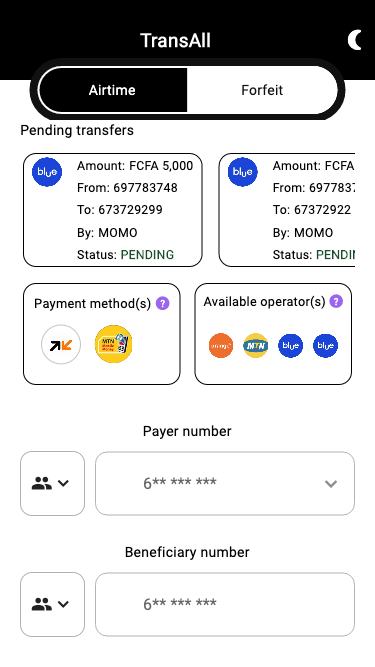 TransAll
Airtime
Forfeit
Pending transfers
blue
Amount: FCFA 5,000
From: 697783748
To: 673729299
By: MOMO
Status: PENDING
blue
Amount: FCFA
From: 6977837
To: 67372922
By: MOMO
Status: PENDIN
Payment method(s) ?
MTN
Available operator(s) ?
MTN
blue
blue
Payer number
6** *** ***
Beneficiary number
6** *** ***